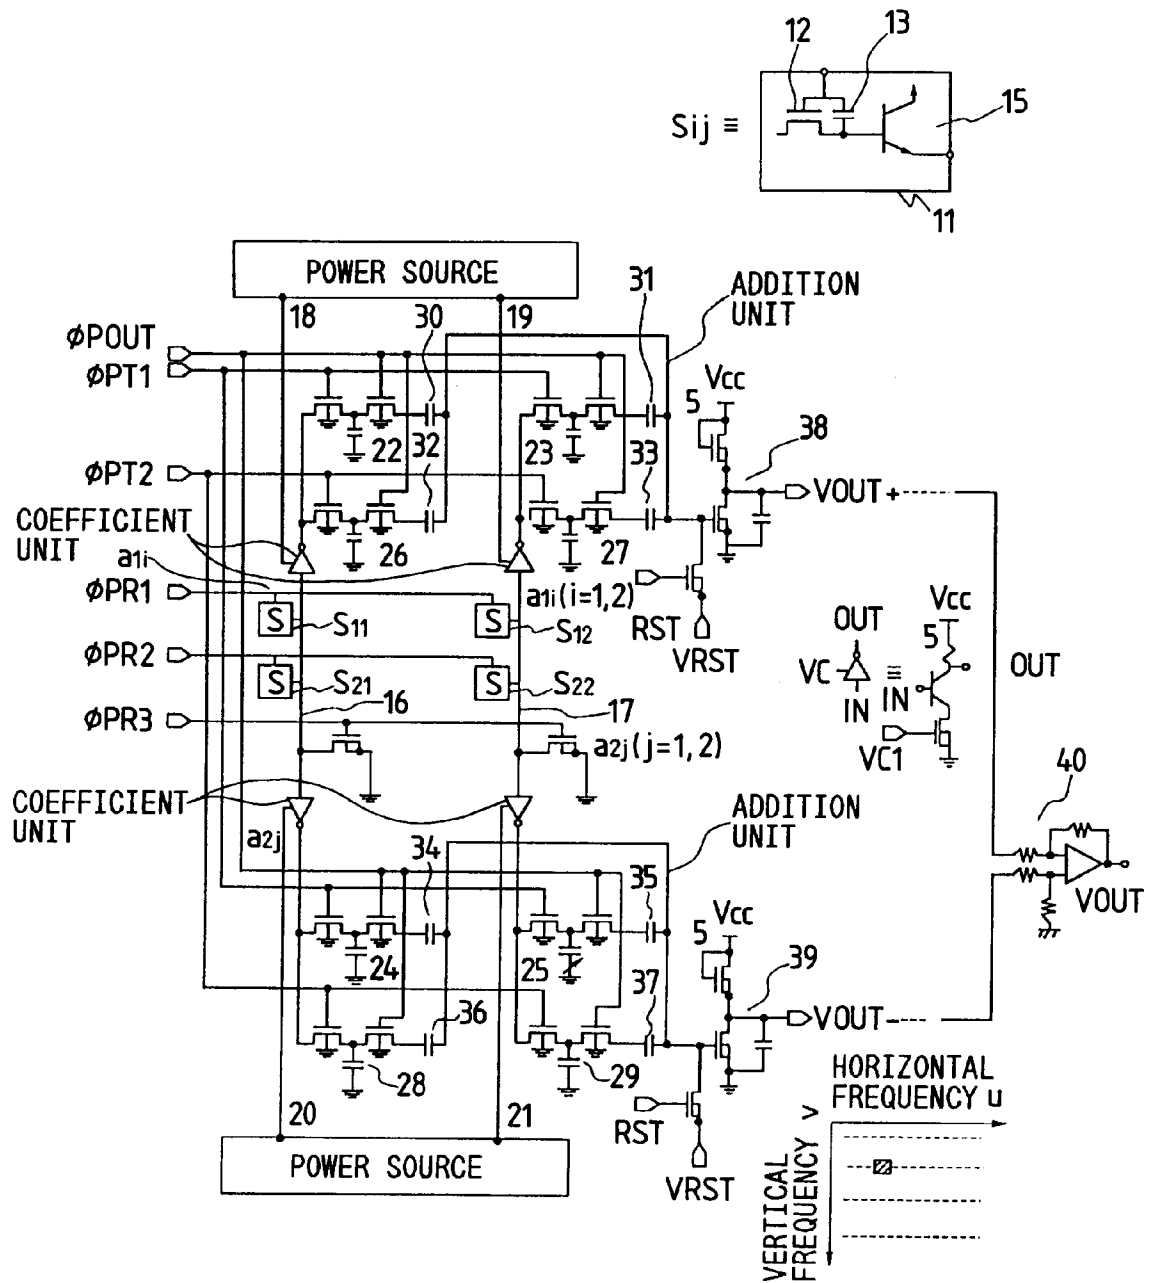 12
13
Sij ≡
15
11
POWER SOURCE
18
30
19
31
ADDITION
UNIT
ϕPOUT
ϕPT1
Vcc
5
22
32
23
33
38
ϕPT2
VOUT+
COEFFICIENT
UNIT
26
27
a1i
a1i(i=1,2)
ϕPR1
S
S11
S
S12
RST
VRST
OUT
VC
IN
≡
Vcc
5
OUT
IN
VC1
ϕPR2
S
S21
S
S22
16
17
ϕPR3
a2j(j=1,2)
COEFFICIENT
UNIT
ADDITION
UNIT
40
a2j
34
35
VOUT
Vcc
5
24
25
37
39
36
VOUT-
28
29
20
21
RST
VRST
POWER SOURCE
HORIZONTAL
FREQUENCY u
VERTICAL
FREQUENCY v